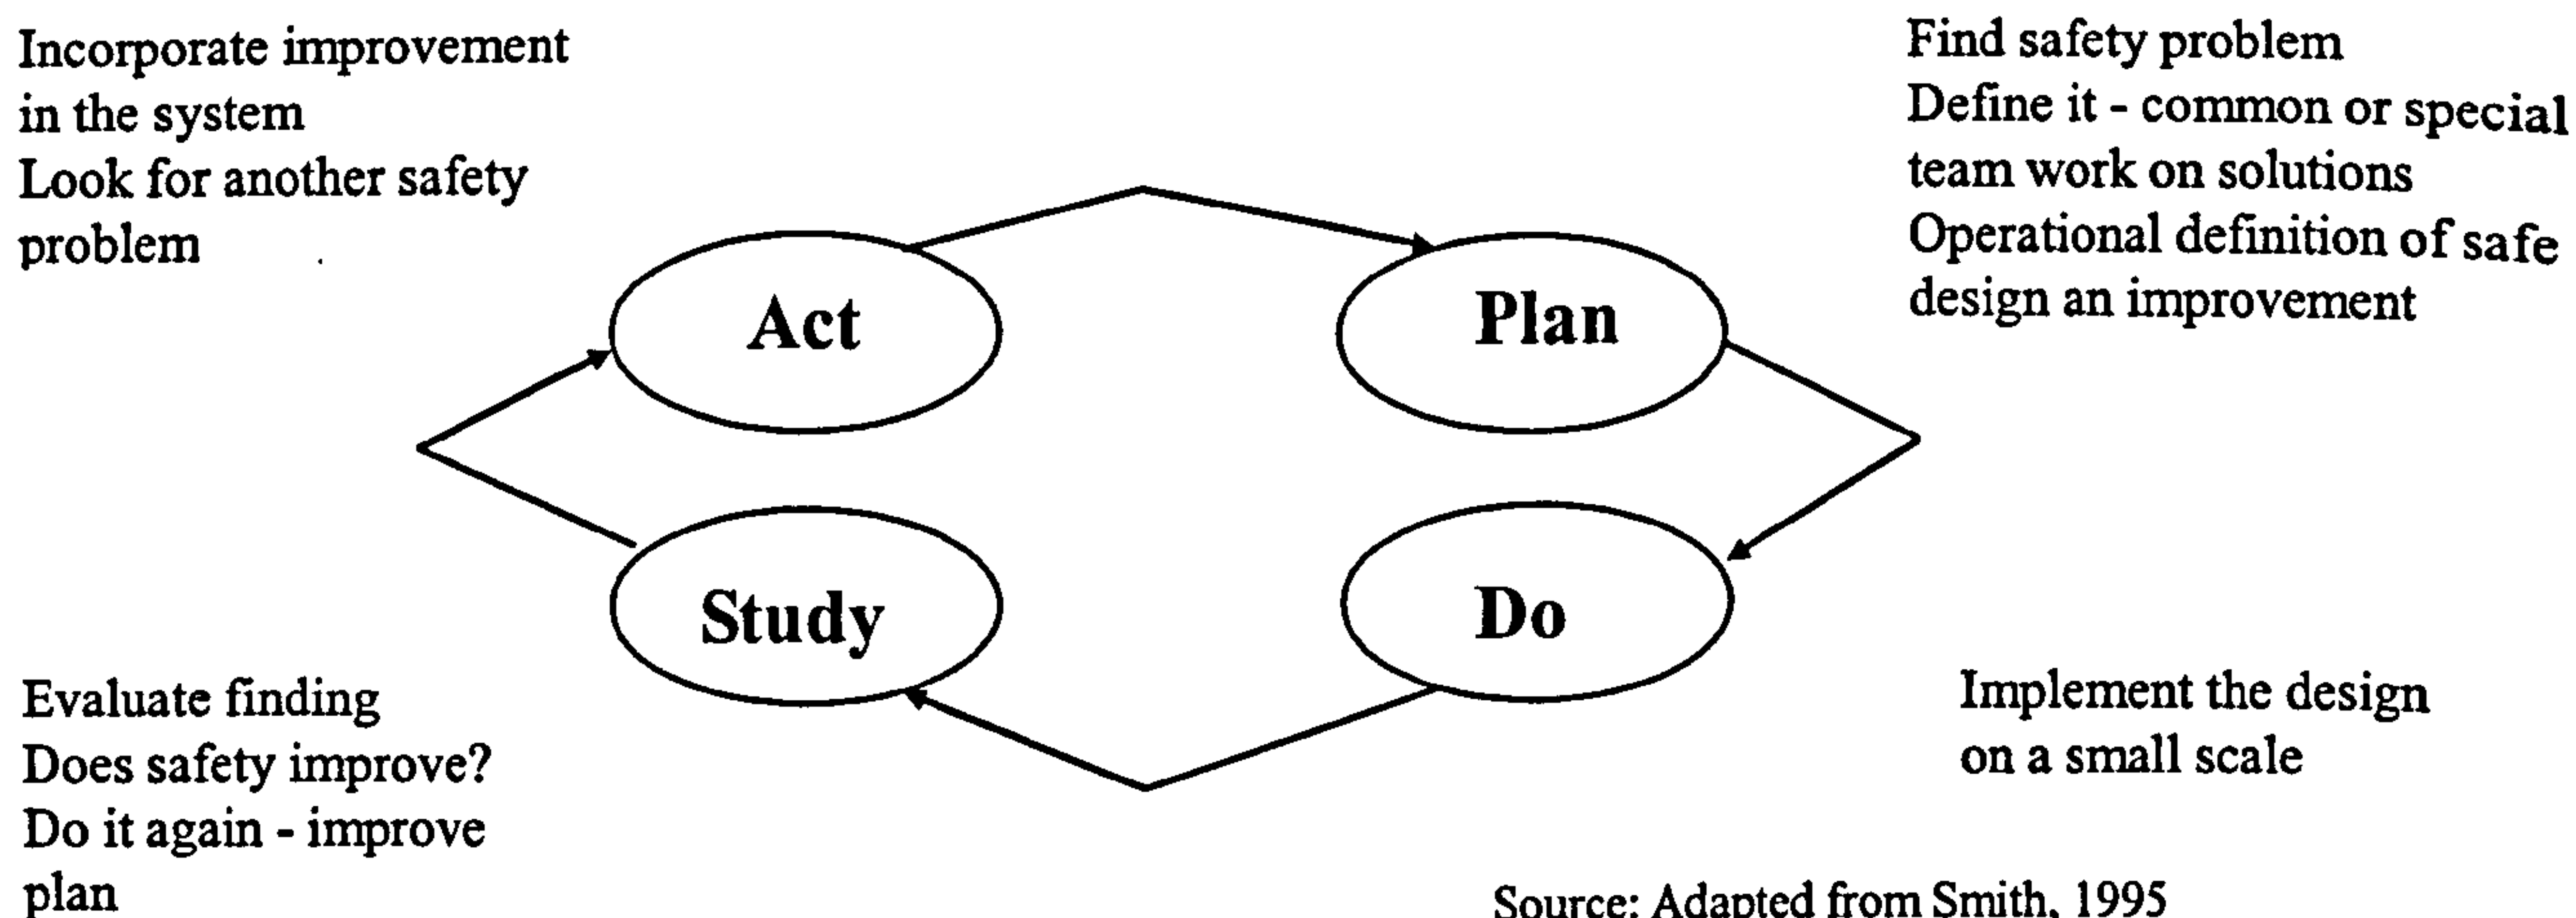 Incorporate improvement
in the system
Look for another safety
problem
Find safety problem
Define it - common or special
team work on solutions
Operational definition of safe
design an improvement
Act
Plan
Study
Do
Evaluate finding
Does safety improve?
Do it again - improve
plan
Implement the design
on a small scale
Source: Adapted from Smith, 1995